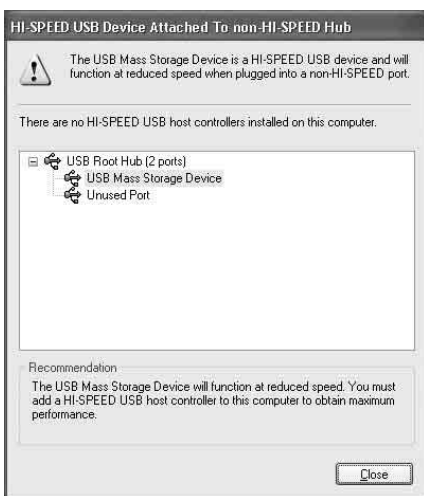 HI-SPEED USB Device Attached To non-HI-SPEED Hub
The USB Mass Storage Device is a HI-SPEED USB device and will
function at reduced speed when plugged into a non-HI-SPEED port.
There are no HI-SPEED USB host controllers installed on this computer.
USB Root Hub (2 ports)
USB Mass Storage Device
Unused Port
Recommendation
The USB Mass Storage Device will function at reduced speed. You must
add a HI-SPEED USB host controller to this computer to obtain maximum
performance.
Close